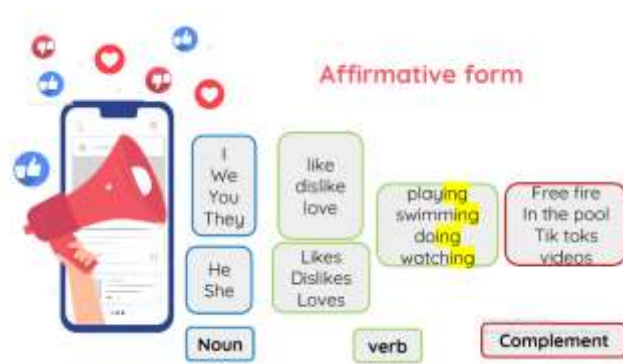 Affirmative form
I
We
You
They
like
dislike
love
He
She
Likes
Dislikes
Loves
playing
swimming
doing
watching
Free fire
In the pool
Tik toks
videos
Noun
verb
Complement